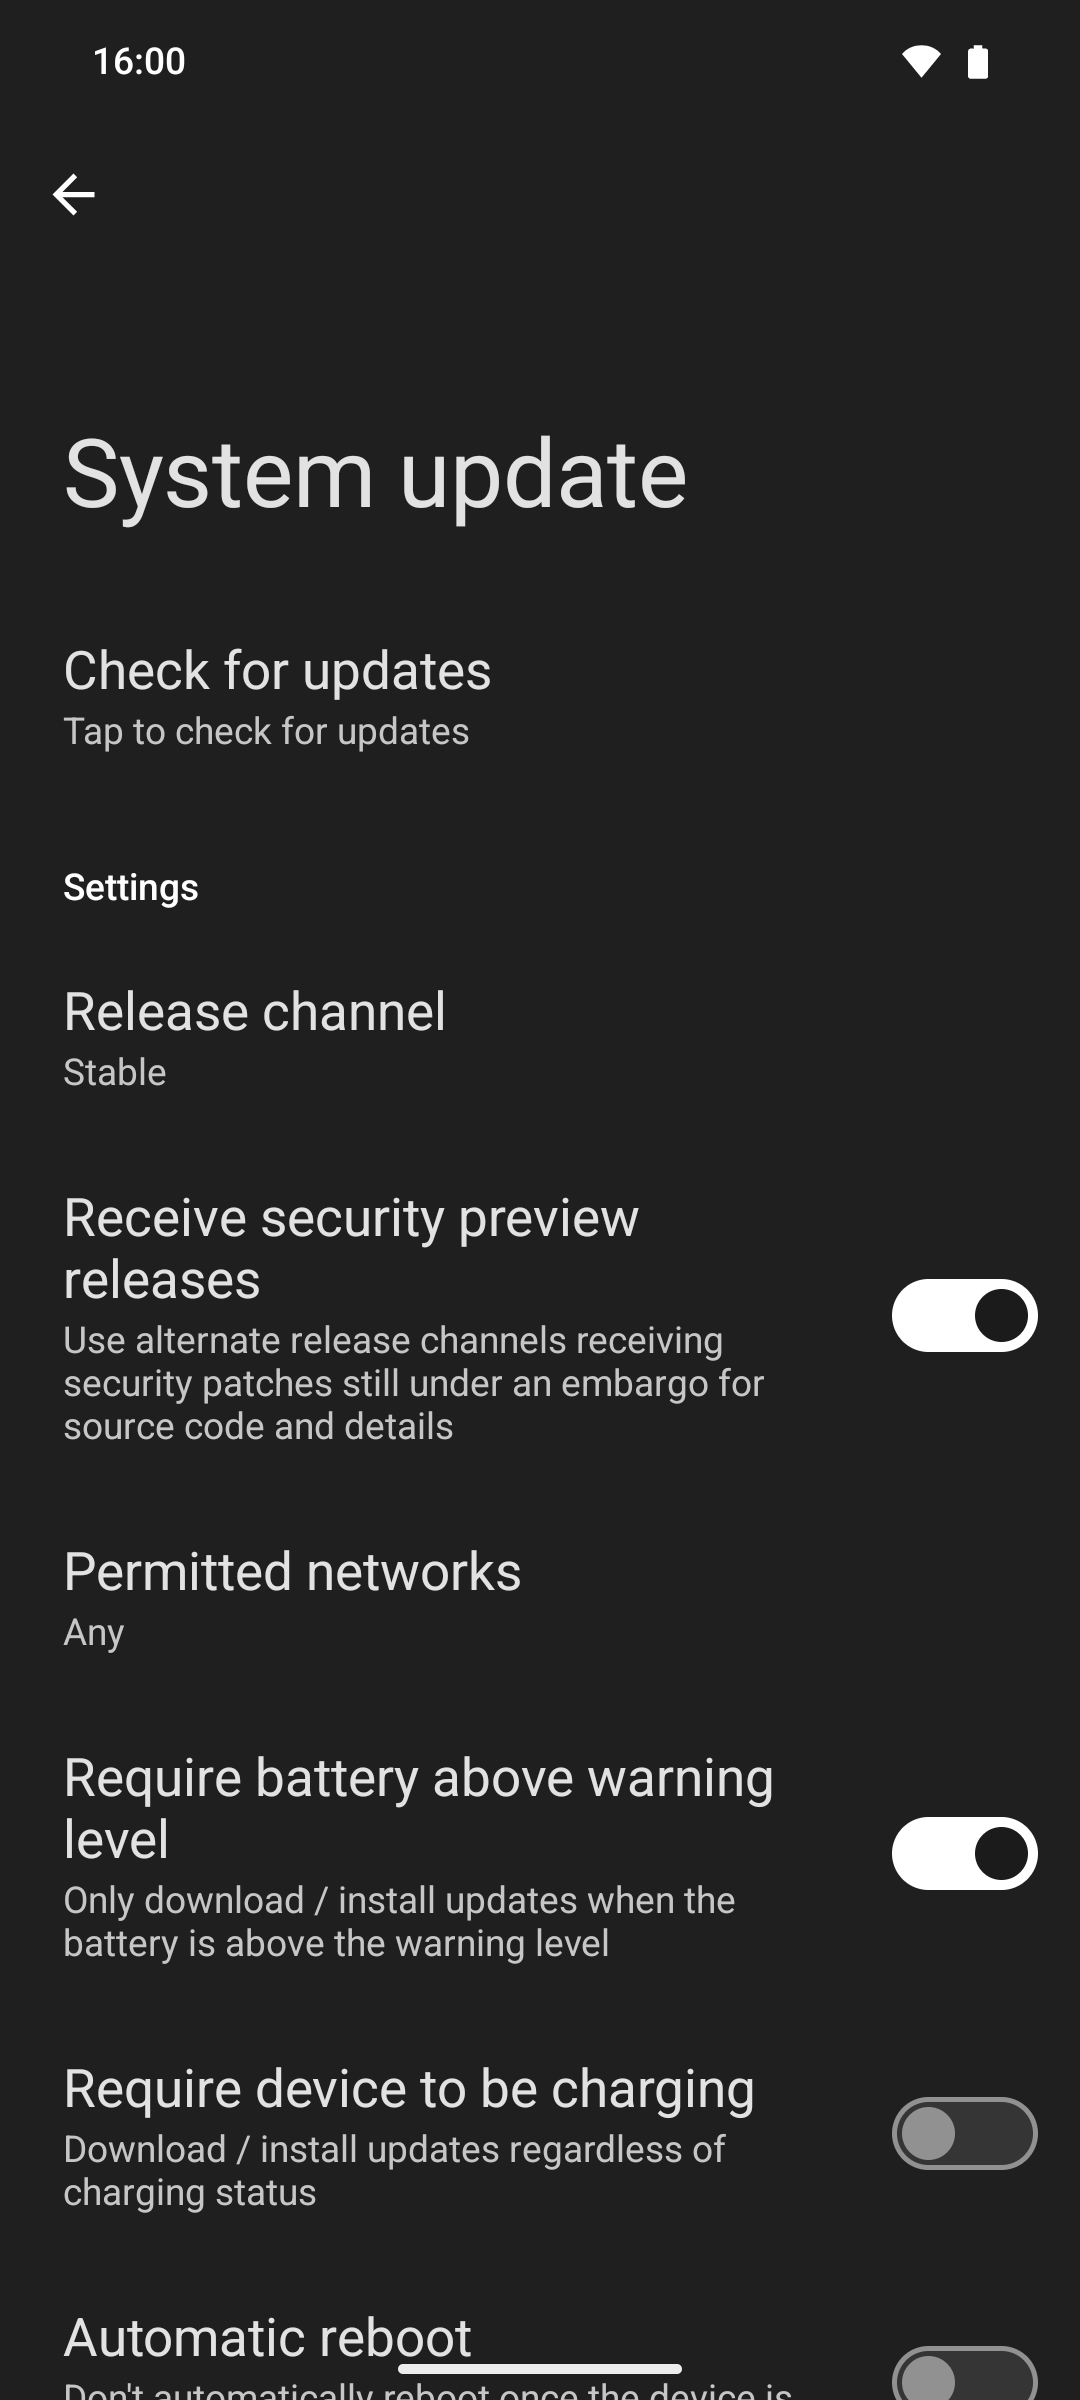 16:00
System update
Check for updates
Tap to check for updates
Settings
Release channel
Stable
Receive security preview
releases
Use alternate release channels receiving
security patches still under an embargo for
source code and details
Permitted networks
Any
Require battery above warning
level
Only download / install updates when the
battery is above the warning level
Require device to be charging
Download / install updates regardless of
charging status
Automatic reboot
Don't automatically reboot once the device is